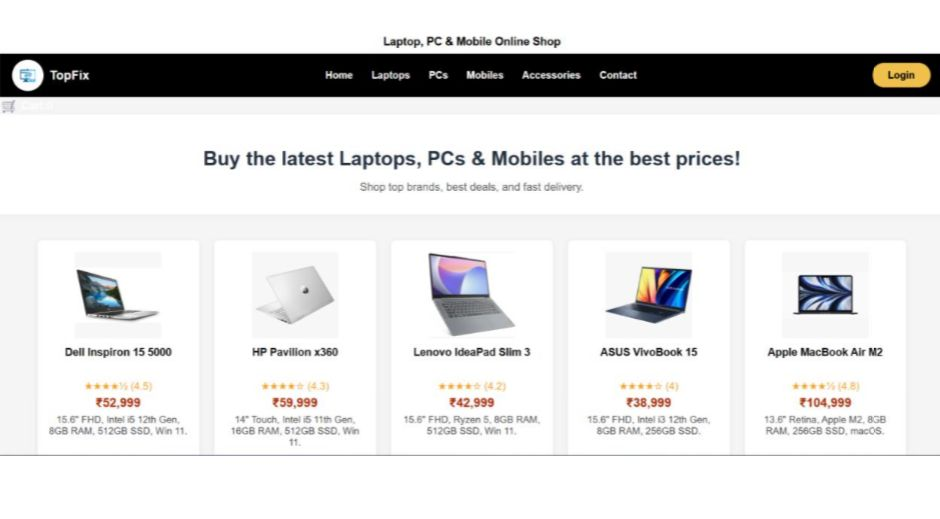 Laptop, PC & Mobile Online Shop
TopFix
Home Laptops PCs Mobiles Accessories Contact
Login
Cart 0
Buy the latest Laptops, PCs & Mobiles at the best prices!
Shop top brands, best deals, and fast delivery.
Dell Inspiron 15 5000
★★★★½ (4.5)
₹52,999
15.6" FHD, Intel i5 12th Gen,
8GB RAM, 512GB SSD, Win 11.
HP Pavilion x360
★★★★☆ (4.3)
₹59,999
14" Touch, Intel i5 11th Gen,
16GB RAM, 512GB SSD, Win
11.
Lenovo IdeaPad Slim 3
★★★★☆ (4.2)
₹42,999
15.6" FHD, Ryzen 5, 8GB RAM,
512GB SSD, Win 11.
ASUS VivoBook 15
★★★★☆ (4)
₹38,999
15.6" FHD, Intel i3 12th Gen,
8GB RAM, 256GB SSD.
Apple MacBook Air M2
★★★★½ (4.8)
₹104,999
13.6" Retina, Apple M2, 8GB
RAM, 256GB SSD, macOS.